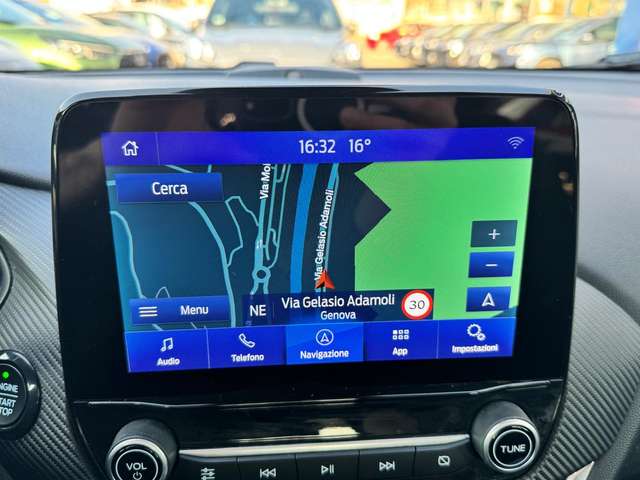 16:32 16°
Cerca
Via Mol
Via Gelasio Adamoli
Menu
NE
Via Gelasio Adamoli
Genova
30
Audio
Telefono
Navigazione
App
Impostazioni
ENGINE
START
STOP
VOL
TUNE